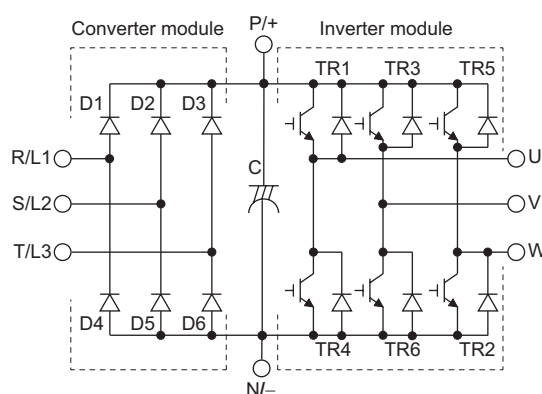 Converter module
P/+
Inverter module
D1
D2
D3
TR1
TR3
TR5
R/L1
U
C
S/L2
V
T/L3
W
D4
D5
D6
TR4
TR6
TR2
N/−